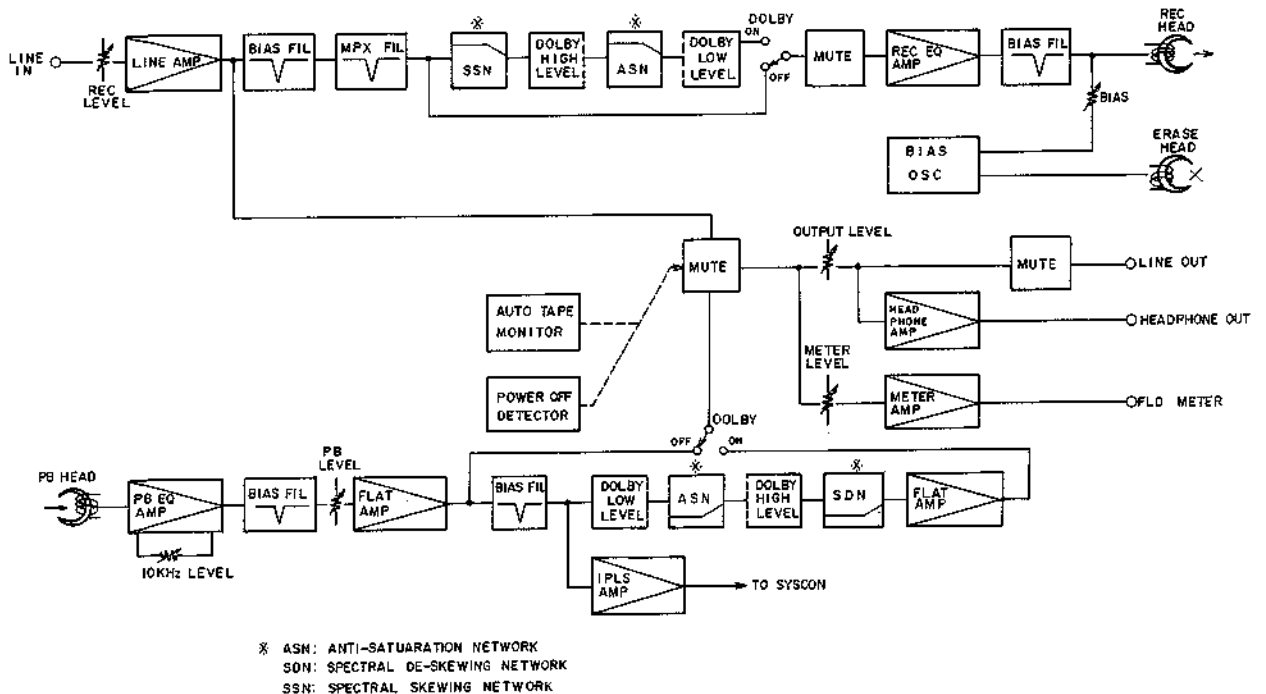 LINE IN
REC LEVEL
LINE AMP
BIAS FIL
MPX FIL
※
SSN
DOLBY HIGH LEVEL
※
ASN
DOLBY LOW LEVEL
DOLBY
ON
OFF
MUTE
REC EQ AMP
BIAS FIL
REC HEAD
BIAS
BIAS OSC
ERASE HEAD
MUTE
OUTPUT LEVEL
MUTE
LINE OUT
AUTO TAPE MONITOR
HEAD PHONE AMP
HEADPHONE OUT
METER LEVEL
POWER OFF DETECTOR
METER AMP
FLD METER
DOLBY
OFF
ON
PB HEAD
PB EQ AMP
10KHz LEVEL
BIAS FIL
PB LEVEL
FLAT AMP
BIAS FIL
DOLBY LOW LEVEL
※
ASN
DOLBY HIGH LEVEL
※
SDN
FLAT AMP
IPLS AMP
TO SYSCON
※ ASN: ANTI-SATUARATION NETWORK
SDN: SPECTRAL DE-SKEWING NETWORK
SSN: SPECTRAL SKEWING NETWORK